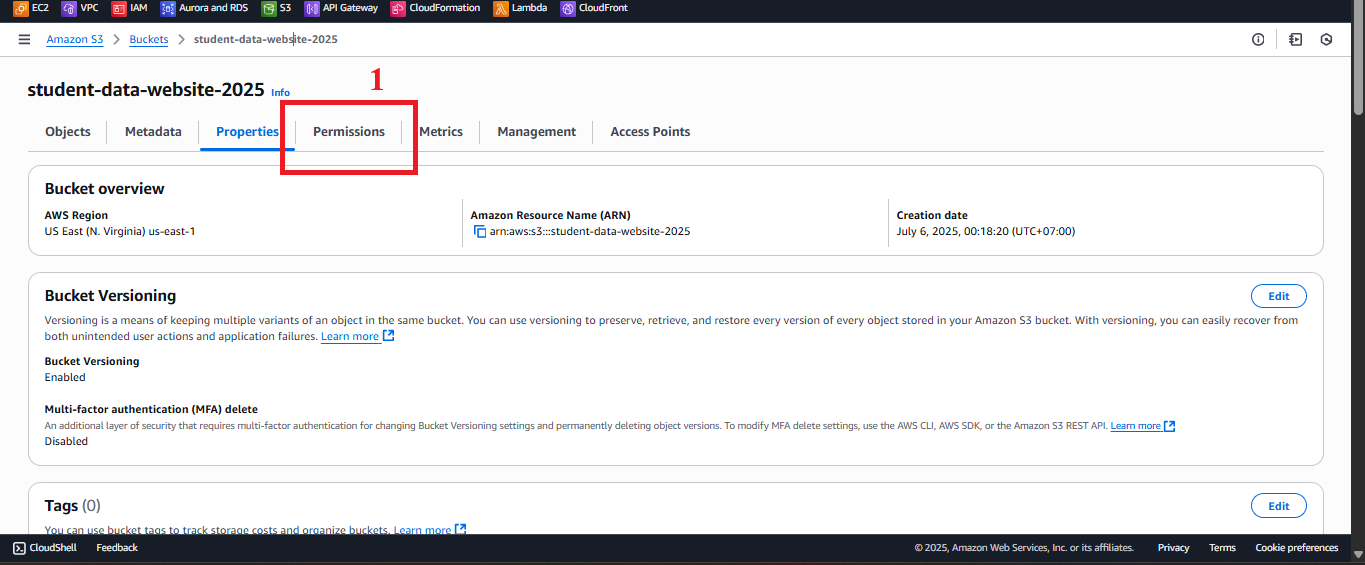 EC2 VPC IAM Aurora and RDS S3 API Gateway CloudFormation Lambda CloudFront
Amazon S3 > Buckets > student-data-website-2025
1
student-data-website-2025 Info
Objects Metadata Properties Permissions Metrics Management Access Points
Bucket overview
AWS Region Amazon Resource Name (ARN) Creation date
US East (N. Virginia) us-east-1 arn:aws:s3:::student-data-website-2025 July 6, 2025, 00:18:20 (UTC+07:00)
Bucket Versioning Edit
Versioning is a means of keeping multiple variants of an object in the same bucket. You can use versioning to preserve, retrieve, and restore every version of every object stored in your Amazon S3 bucket. With versioning, you can easily recover from
both unintended user actions and application failures. Learn more
Bucket Versioning
Enabled
Multi-factor authentication (MFA) delete
An additional layer of security that requires multi-factor authentication for changing Bucket Versioning settings and permanently deleting object versions. To modify MFA delete settings, use the AWS CLI, AWS SDK, or the Amazon S3 REST API. Learn more
Disabled
Tags (0) Edit
You can use bucket tags to track storage costs and organize buckets. Learn more
CloudShell Feedback © 2025, Amazon Web Services, Inc. or its affiliates. Privacy Terms Cookie preferences